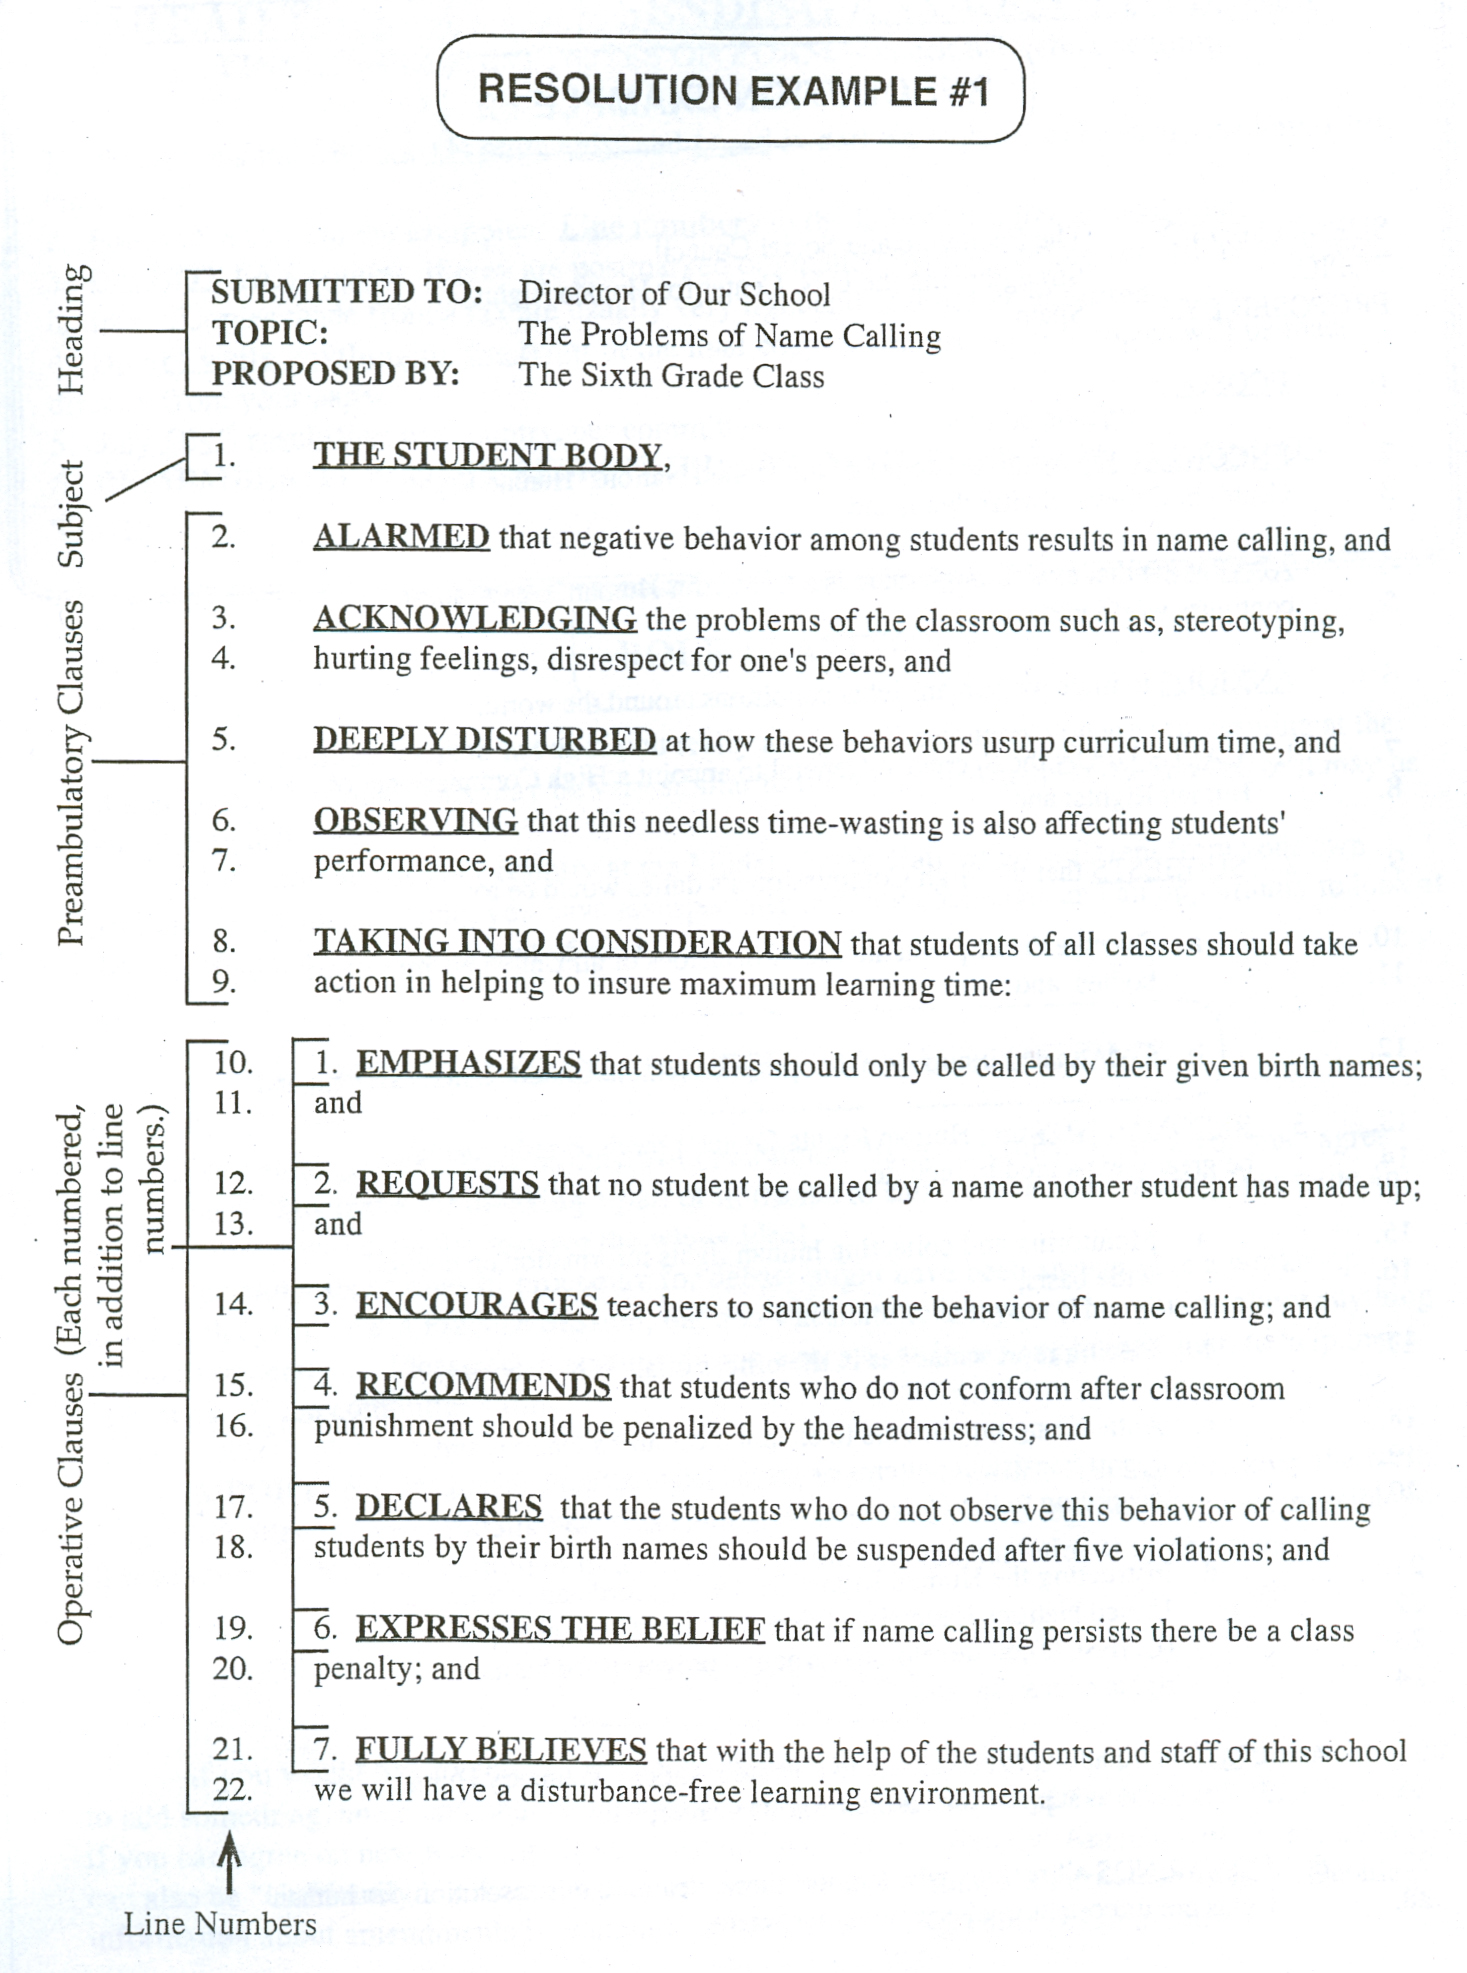 RESOLUTION EXAMPLE #1
Heading
SUBMITTED TO: Director of Our School
TOPIC: The Problems of Name Calling
PROPOSED BY: The Sixth Grade Class
Subject
1. THE STUDENT BODY,
Preambulatory Clauses
2. ALARMED that negative behavior among students results in name calling, and
3. ACKNOWLEDGING the problems of the classroom such as, stereotyping,
4. hurting feelings, disrespect for one's peers, and
5. DEEPLY DISTURBED at how these behaviors usurp curriculum time, and
6. OBSERVING that this needless time-wasting is also affecting students'
7. performance, and
8. TAKING INTO CONSIDERATION that students of all classes should take
9. action in helping to insure maximum learning time:
Operative Clauses (Each numbered,
in addition to line
numbers.)
10. 1. EMPHASIZES that students should only be called by their given birth names;
11. and
12. 2. REQUESTS that no student be called by a name another student has made up;
13. and
14. 3. ENCOURAGES teachers to sanction the behavior of name calling; and
15. 4. RECOMMENDS that students who do not conform after classroom
16. punishment should be penalized by the headmistress; and
17. 5. DECLARES that the students who do not observe this behavior of calling
18. students by their birth names should be suspended after five violations; and
19. 6. EXPRESSES THE BELIEF that if name calling persists there be a class
20. penalty; and
21. 7. FULLY BELIEVES that with the help of the students and staff of this school
22. we will have a disturbance-free learning environment.
Line Numbers